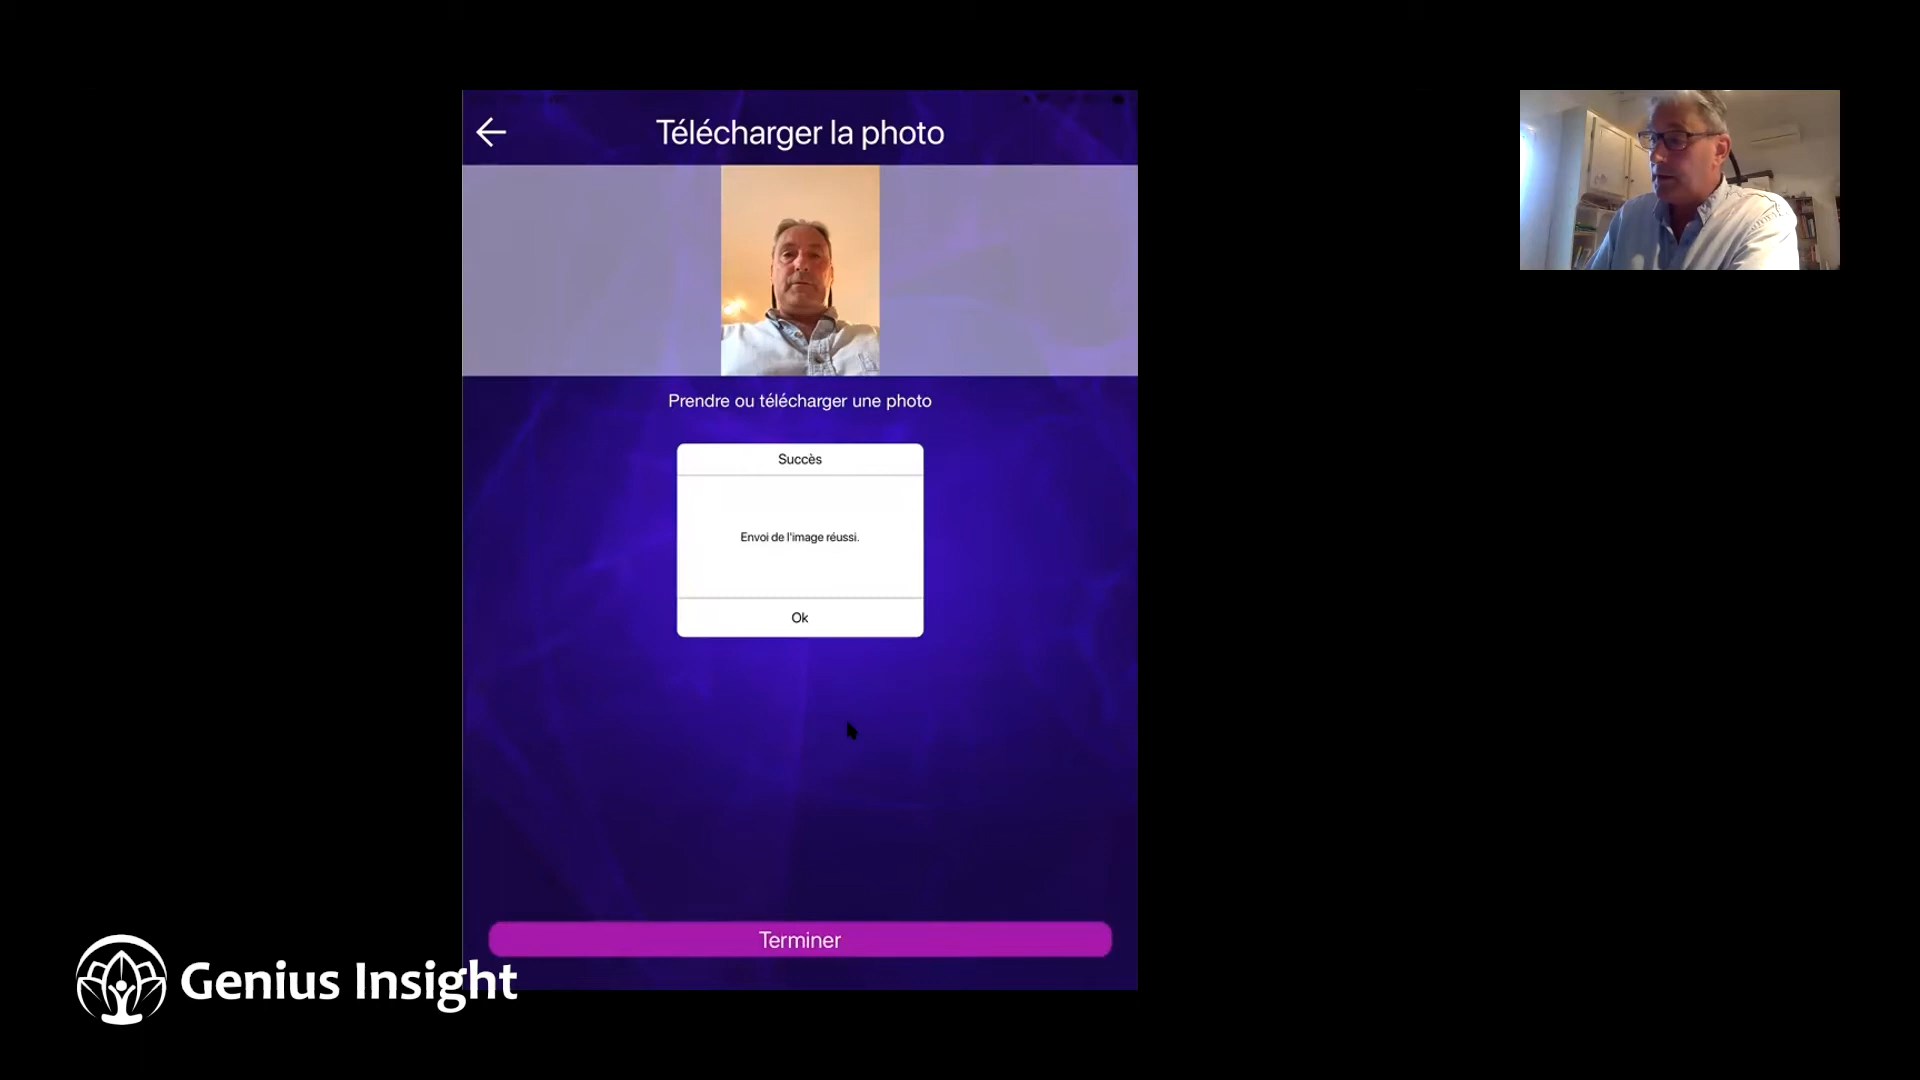 Télécharger la photo
Prendre ou télécharger une photo
Succès
Envoi de l'image réussi.
Ok
Terminer
Genius Insight